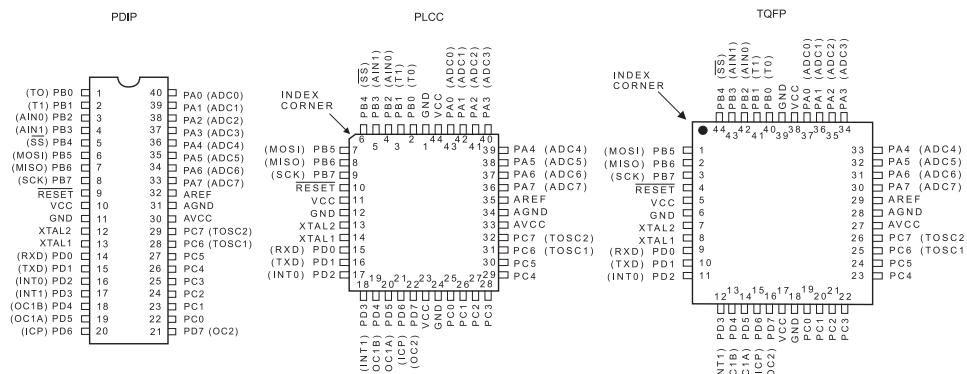 PDIP
(TO) PB0 1 40 PA0 (ADC0)
(T1) PB1 2 39 PA1 (ADC1)
(AIN0) PB2 3 38 PA2 (ADC2)
(AIN1) PB3 4 37 PA3 (ADC3)
(SS) PB4 5 36 PA4 (ADC4)
(MOSI) PB5 6 35 PA5 (ADC5)
(MISO) PB6 7 34 PA6 (ADC6)
(SCK) PB7 8 33 PA7 (ADC7)
RESET 9 32 AREF
VCC 10 31 AGND
GND 11 30 AVCC
XTAL2 12 29 PC7 (TOSC2)
XTAL1 13 28 PC6 (TOSC1)
(RXD) PD0 14 27 PC5
(TXD) PD1 15 26 PC4
(INT0) PD2 16 25 PC3
(INT1) PD3 17 24 PC2
(OC1B) PD4 18 23 PC1
(OC1A) PD5 19 22 PC0
(ICP) PD6 20 21 PD7 (OC2)
PLCC
INDEX
CORNER
PB4 (SS)
PB3 (AIN1)
PB2 (AIN0)
PB1 (T1)
PB0 (T0)
GND
VCC
PA0 (ADC0)
PA1 (ADC1)
PA2 (ADC2)
PA3 (ADC3)
6 5 4 3 2 1 44 43 42 41 40
(MOSI) PB5 7 39 PA4 (ADC4)
(MISO) PB6 8 38 PA5 (ADC5)
(SCK) PB7 9 37 PA6 (ADC6)
RESET 10 36 PA7 (ADC7)
VCC 11 35 AREF
GND 12 34 AGND
XTAL2 13 33 AVCC
XTAL1 14 32 PC7 (TOSC2)
(RXD) PD0 15 31 PC6 (TOSC1)
(TXD) PD1 16 30 PC5
(INT0) PD2 17 29 PC4
18 19 20 21 22 23 24 25 26 27 28
(INT1) PD3
OC1B) PD4
OC1A) PD5
(ICP) PD6
(OC2) PD7
VCC
GND
PC0
PC1
PC2
PC3
TQFP
INDEX
CORNER
PB4 (SS)
PB3 (AIN1)
PB2 (AIN0)
PB1 (T1)
PB0 (T0)
GND
VCC
PA0 (ADC0)
PA1 (ADC1)
PA2 (ADC2)
PA3 (ADC3)
44 43 42 41 40 39 38 37 36 35 34
(MOSI) PB5 1 33 PA4 (ADC4)
(MISO) PB6 2 32 PA5 (ADC5)
(SCK) PB7 3 31 PA6 (ADC6)
RESET 4 30 PA7 (ADC7)
VCC 5 29 AREF
GND 6 28 AGND
XTAL2 7 27 AVCC
XTAL1 8 26 PC7 (TOSC2
(RXD) PD0 9 25 PC6 (TOSC1
(TXD) PD1 10 24 PC5
(INT0) PD2 11 23 PC4
12 13 14 15 16 17 18 19 20 21 22
INT1) PD3
C1B) PD4
C1A) PD5
ICP) PD6
OC2) PD7
VCC
GND
PC0
PC1
PC2
PC3